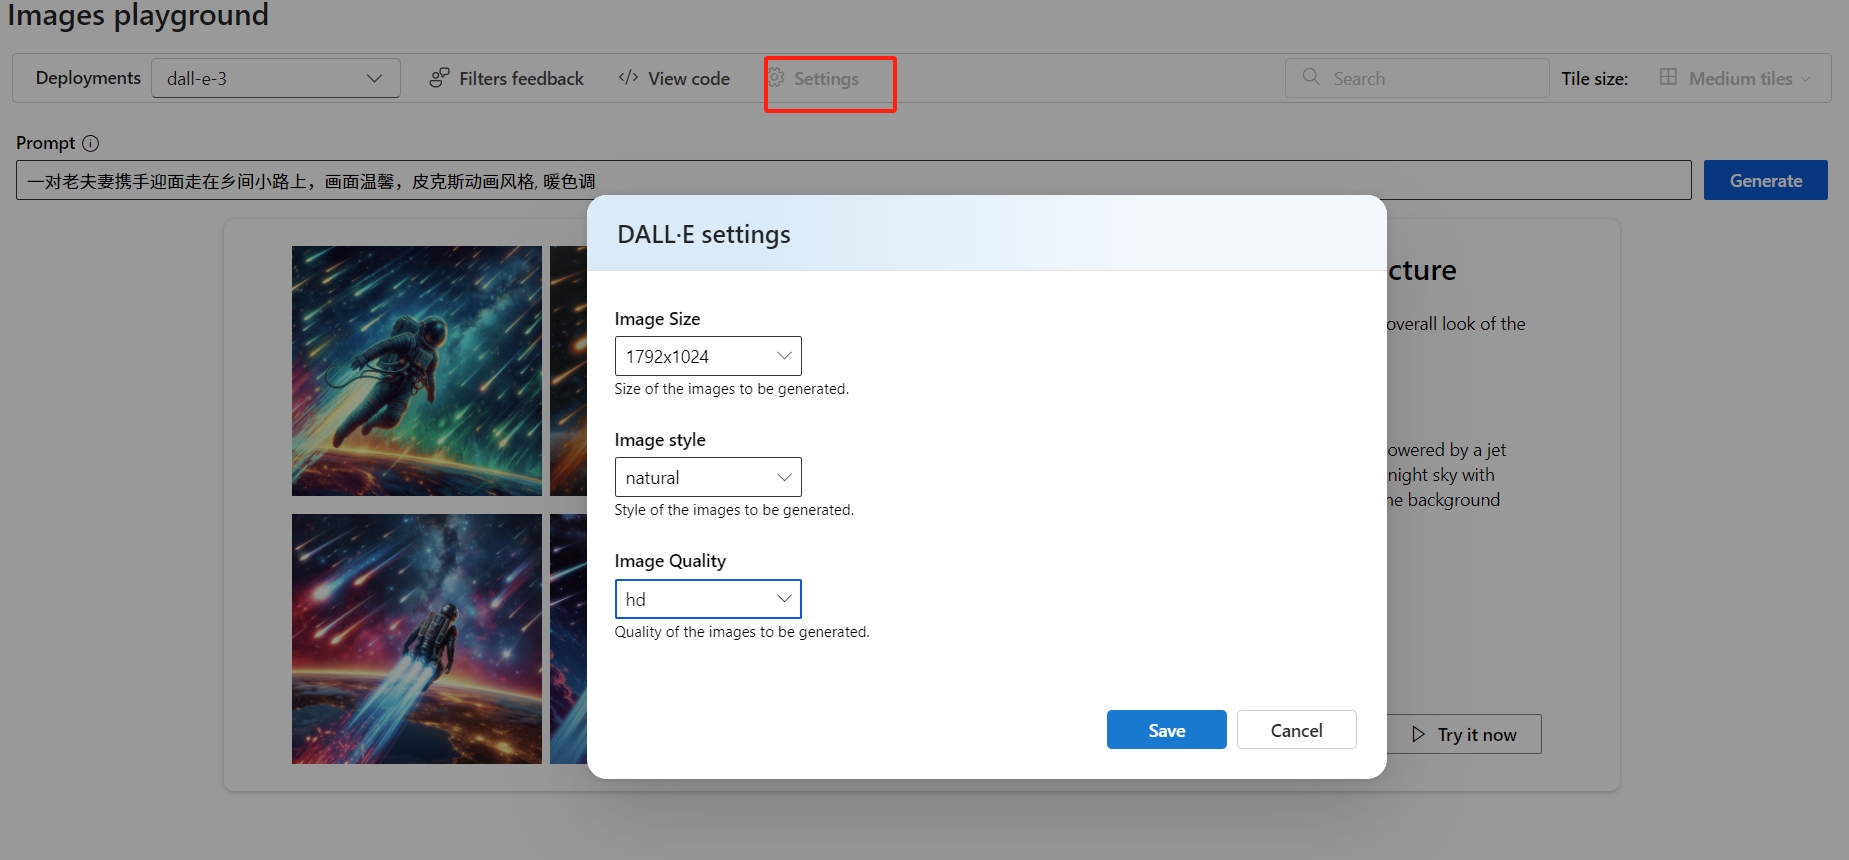 Images playground
Deployments dall-e-3 Filters feedback </> View code Settings Search Tile size: Medium tiles
Prompt
一对老夫妻携手迎面走在乡间小路上，画面温馨，皮克斯动画风格, 暖色调
Generate
DALL·E settings
cture
Image Size
overall look of the
1792x1024
Size of the images to be generated.
Image style
owered by a jet
natural
night sky with
Style of the images to be generated.
he background
Image Quality
hd
Quality of the images to be generated.
Save Cancel
Try it now